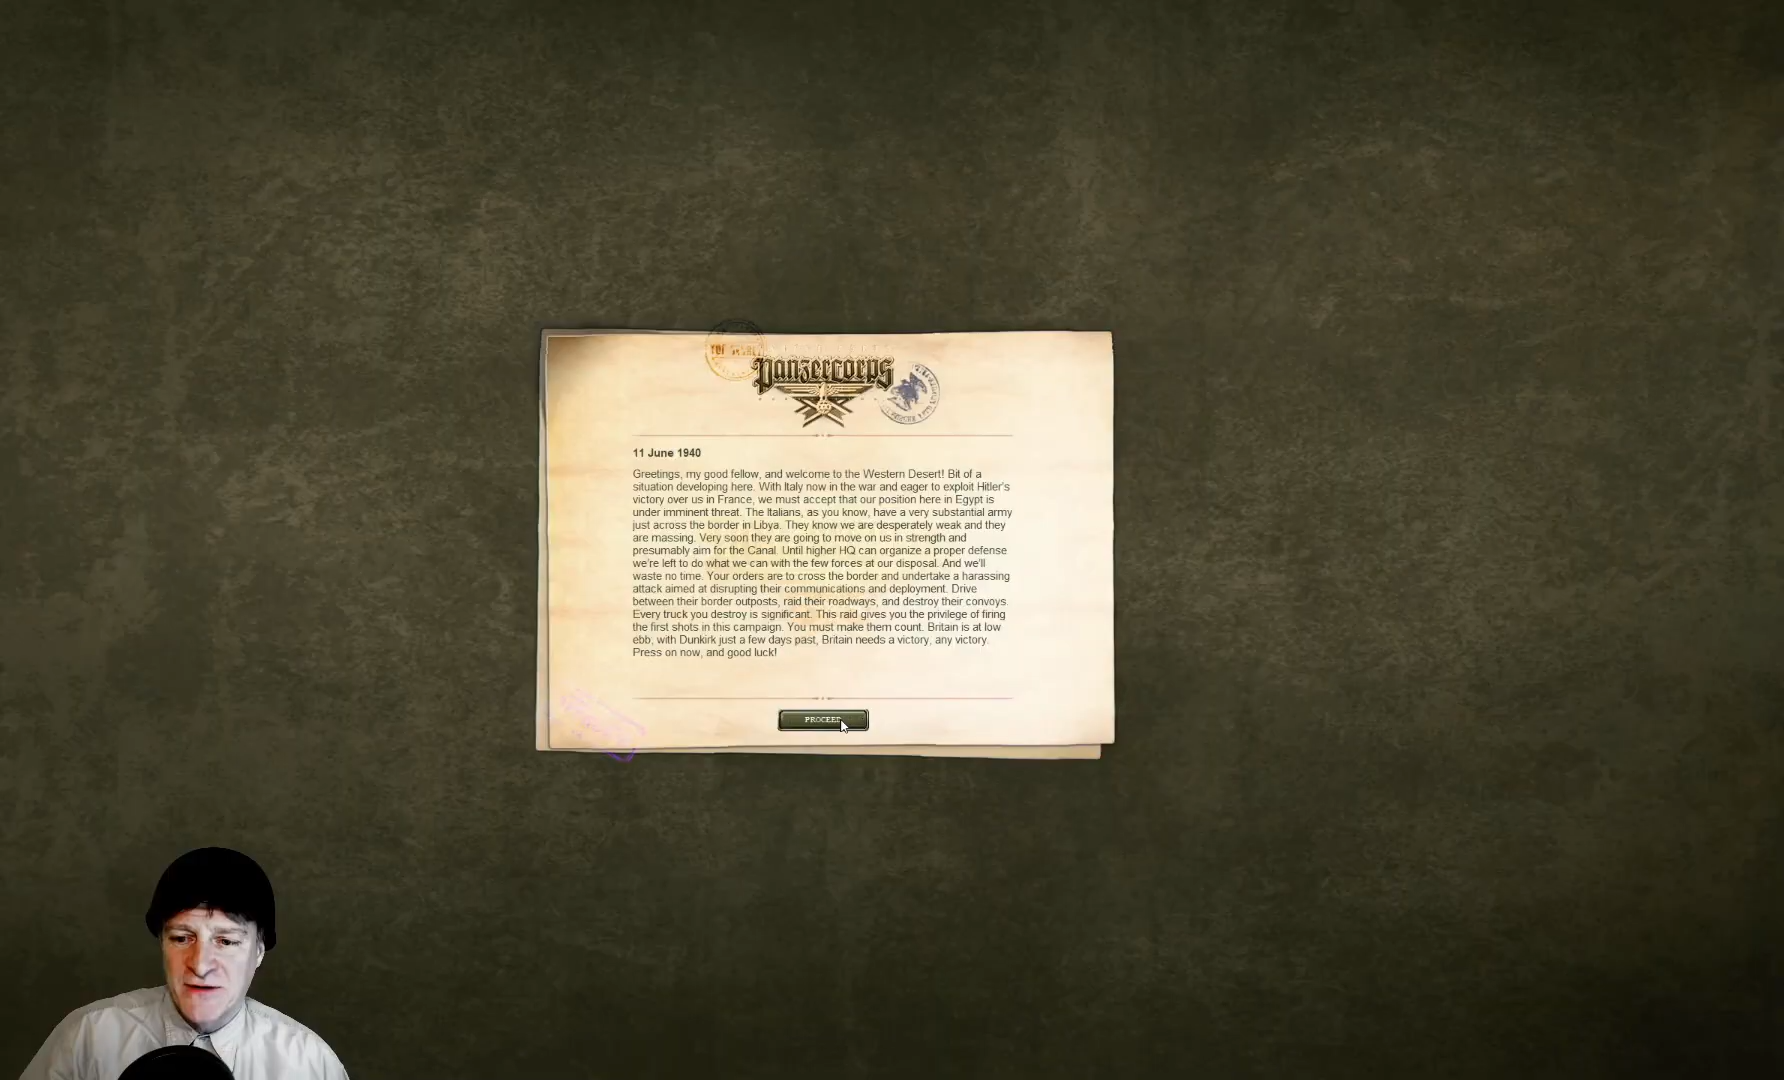 TOP SECRET
Panzercorps
11 June 1940
Greetings, my good fellow, and welcome to the Western Desert! Bit of a
situation developing here. With Italy now in the war and eager to exploit Hitler's
victory over us in France, we must accept that our position here in Egypt is
under imminent threat. The Italians, as you know, have a very substantial army
just across the border in Libya. They know we are desperately weak and they
are massing. Very soon they are going to move on us in strength and
presumably aim for the Canal. Until higher HQ can organize a proper defense
we're left to do what we can with the few forces at our disposal. And we'll
waste no time. Your orders are to cross the border and undertake a harassing
attack aimed at disrupting their communications and deployment. Drive
between their border outposts, raid their roadways, and destroy their convoys.
Every truck you destroy is significant. This raid gives you the privilege of firing
the first shots in this campaign. You must make them count. Britain is at low
ebb, with Dunkirk just a few days past, Britain needs a victory, any victory.
Press on now, and good luck!
PROCEED